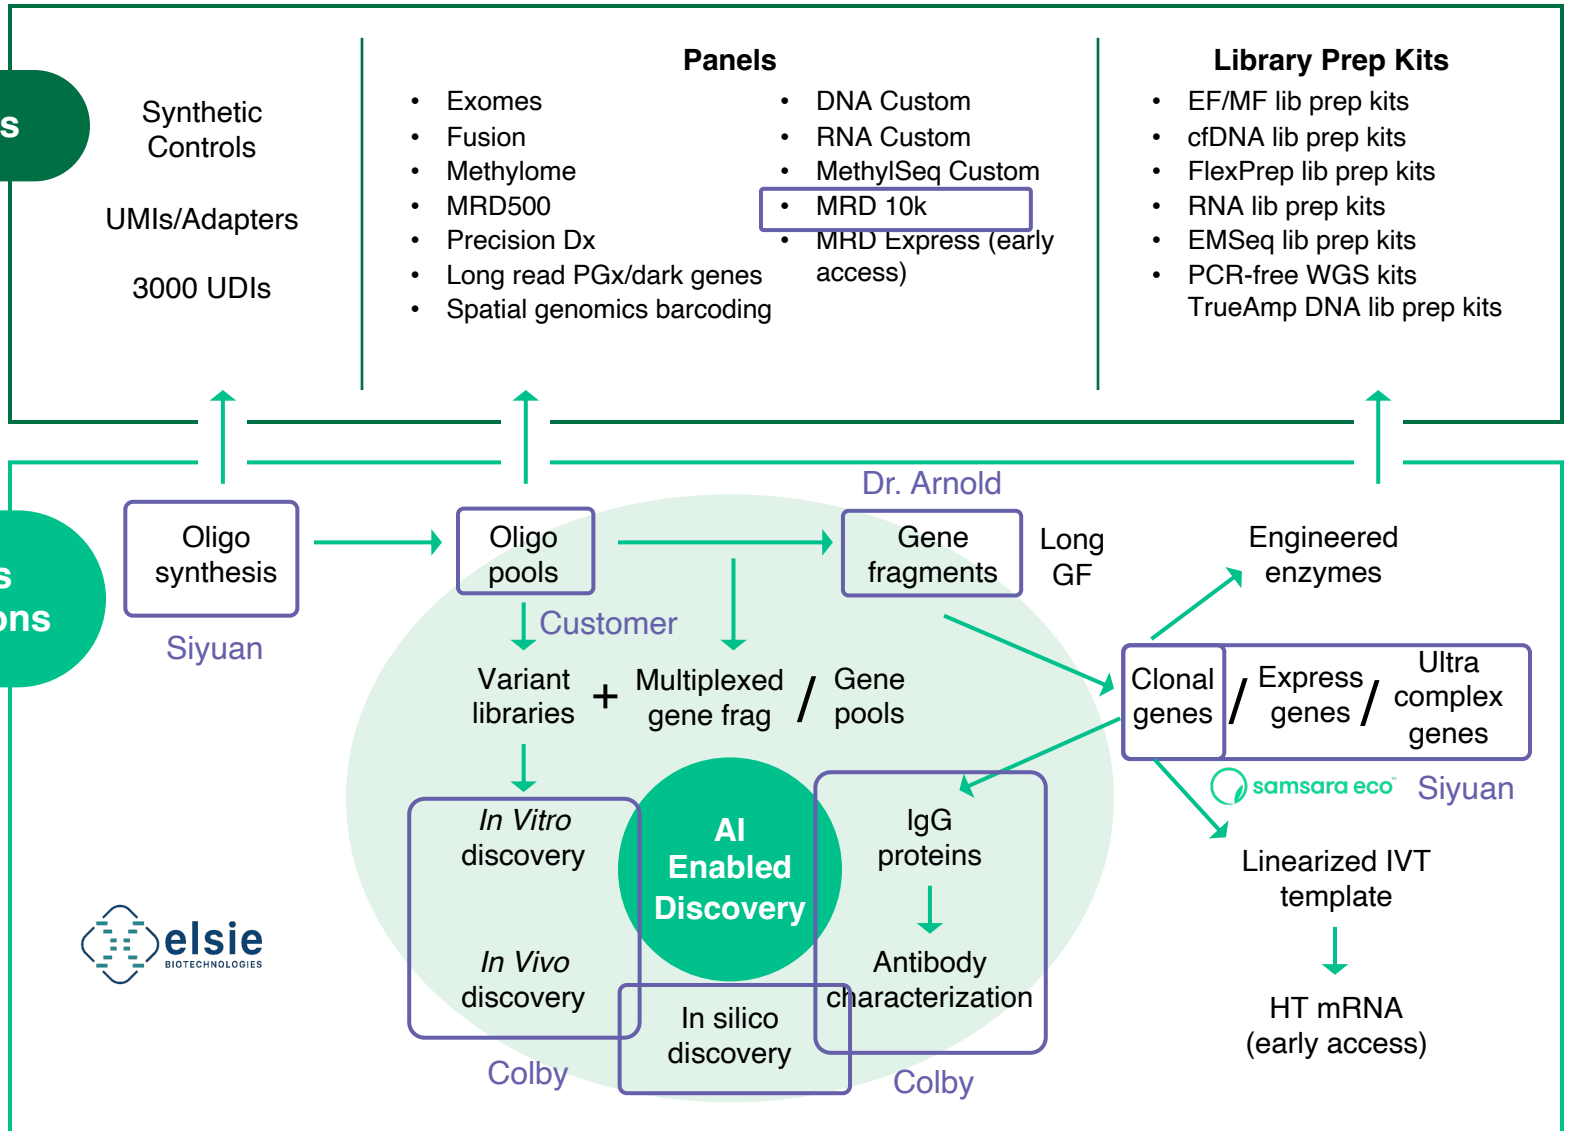 s
Synthetic
Controls
UMIs/Adapters
3000 UDIs
Panels
• Exomes
• Fusion
• Methylome
• MRD500
• Precision Dx
• Long read PGx/dark genes
• Spatial genomics barcoding
• DNA Custom
• RNA Custom
• MethylSeq Custom
• MRD 10k
• MRD Express (early
access)
Library Prep Kits
• EF/MF lib prep kits
• cfDNA lib prep kits
• FlexPrep lib prep kits
• RNA lib prep kits
• EMSeq lib prep kits
• PCR-free WGS kits
TrueAmp DNA lib prep kits
s
ons
Oligo
synthesis
Siyuan
Oligo
pools
Customer
Dr. Arnold
Gene
fragments
Long
GF
Engineered
enzymes
Variant
libraries
+
Multiplexed
gene frag
/
Gene
pools
Clonal
genes
/
Express
genes
/
Ultra
complex
genes
samsara eco™
Siyuan
In Vitro
discovery
AI
Enabled
Discovery
IgG
proteins
Linearized IVT
template
elsie
BIOTECHNOLOGIES
In Vivo
discovery
In silico
discovery
Antibody
characterization
HT mRNA
(early access)
Colby
Colby